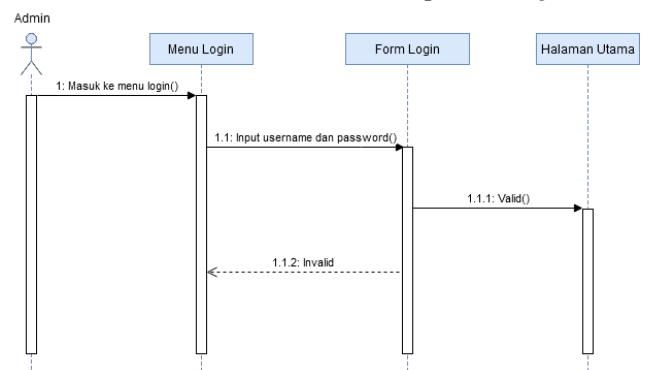 Admin
Menu Login
Form Login
Halaman Utama
1: Masuk ke menu login()
1.1: Input username dan password()
1.1.1: Valid()
1.1.2: Invalid